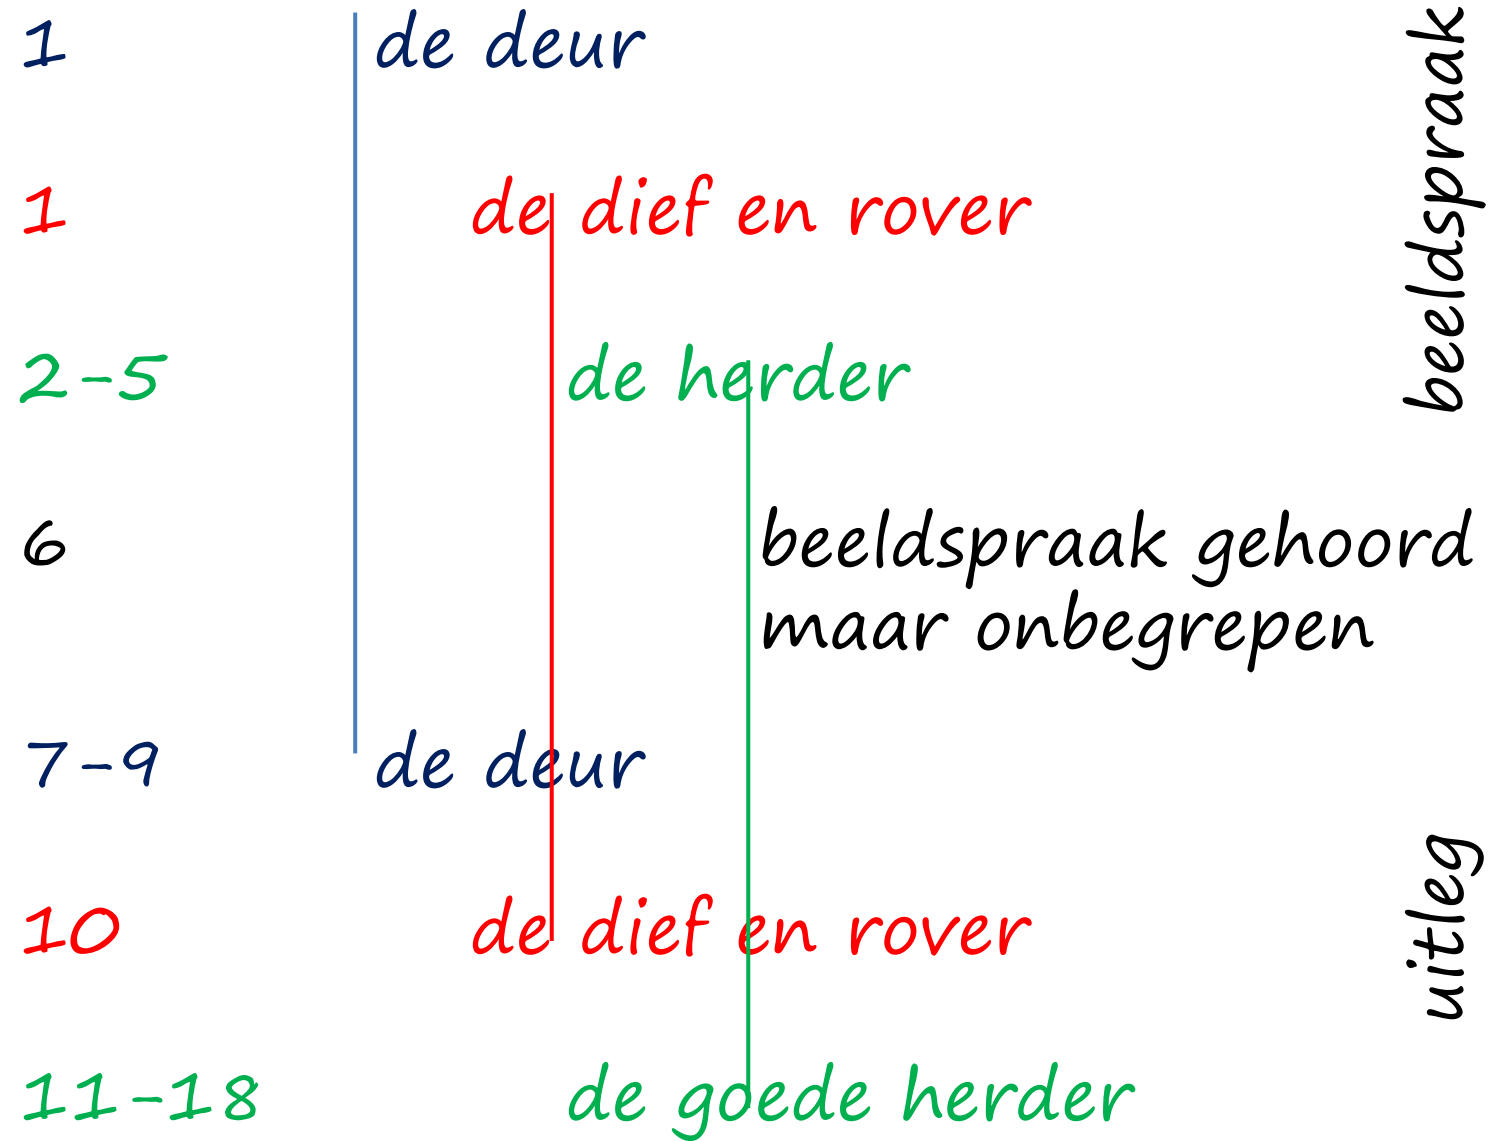 1 de deur
1 de dief en rover
2-5 de herder
6 beeldspraak gehoord
maar onbegrepen
7-9 de deur
10 de dief en rover
11-18 de goede herder
beeldspraak
uitleg